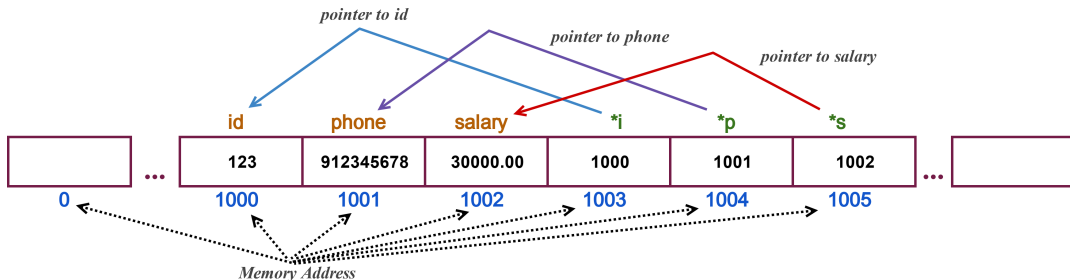 pointer to id
pointer to phone
pointer to salary
id phone salary *i *p *s
... 123 912345678 30000.00 1000 1001 1002 ...
0 1000 1001 1002 1003 1004 1005
Memory Address